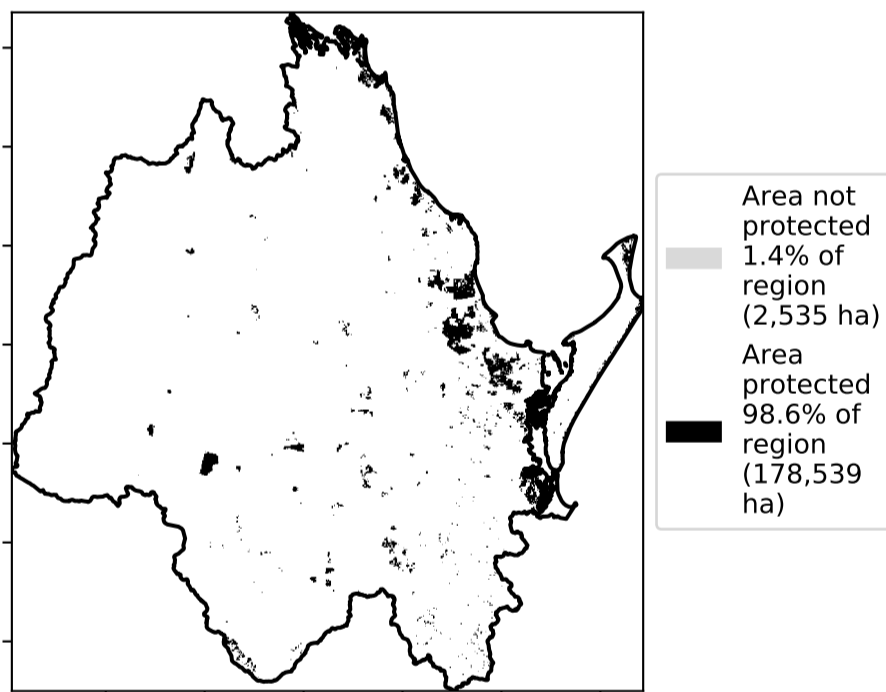 Area not
protected
1.4% of
region
(2,535 ha)
Area
protected
98.6% of
region
(178,539
ha)